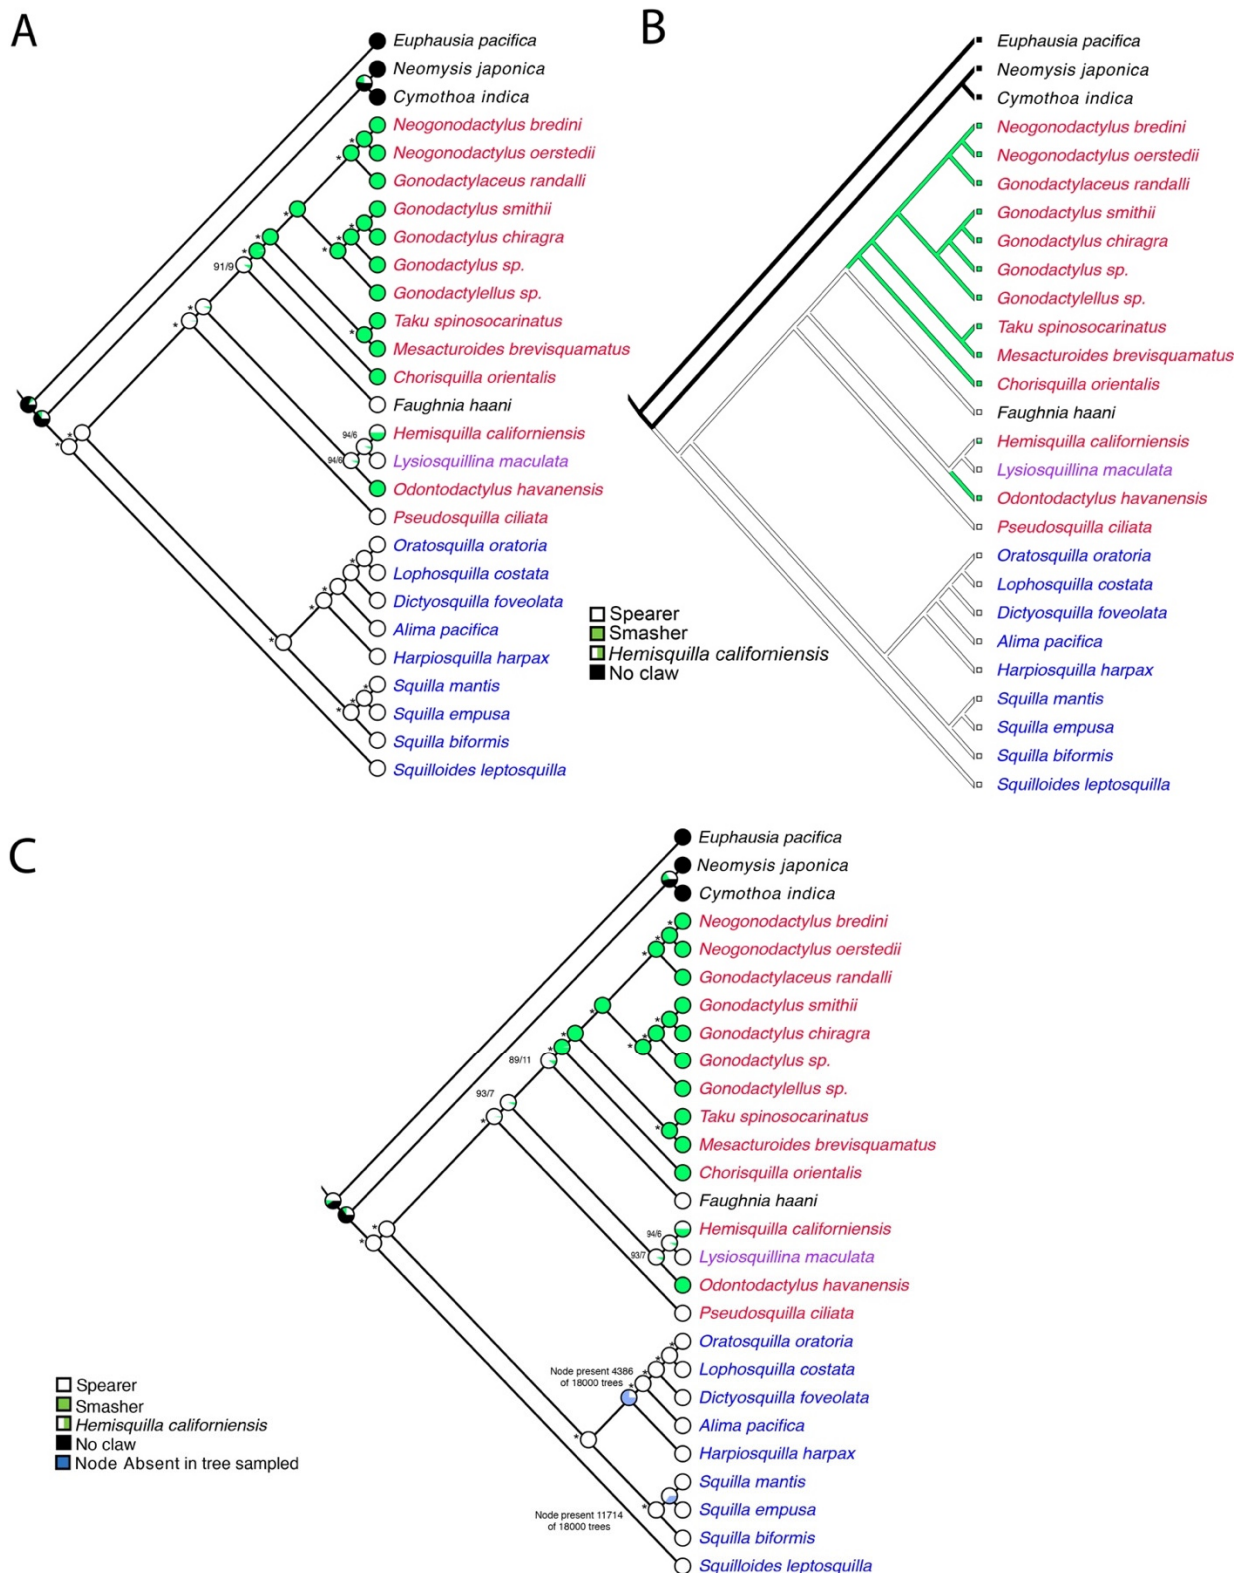 A
Euphausia pacifica
Neomysis japonica
Cymothoa indica
*
Neogonodactylus bredini
*
Neogonodactylus oerstedii
Gonodactylaceus randalli
*
*
Gonodactylus smithii
*
*
Gonodactylus chiragra
*
91/9
Gonodactylus sp.
Gonodactylellus sp.
*
*
*
Taku spinosocarinatus
Mesacturoides brevisquamatus
Chorisquilla orientalis
Faughnia haani
94/6
Hemisquilla californiensis
*
*
94/6
Lysiosquillina maculata
Odontodactylus havanensis
Pseudosquilla ciliata
Oratosquilla oratoria
*
Lophosquilla costata
*
*
Dictyosquilla foveolata
*
Alima pacifica
*
Harpiosquilla harpax
*
*
Squilla mantis
*
Squilla empusa
Squilla biformis
Squilloides leptosquilla
B
Euphausia pacifica
Neomysis japonica
Cymothoa indica
Neogonodactylus bredini
Neogonodactylus oerstedii
Gonodactylaceus randalli
Gonodactylus smithii
Gonodactylus chiragra
Gonodactylus sp.
Gonodactylellus sp.
Taku spinosocarinatus
Mesacturoides brevisquamatus
Chorisquilla orientalis
Faughnia haani
Hemisquilla californiensis
Lysiosquillina maculata
Odontodactylus havanensis
Pseudosquilla ciliata
Oratosquilla oratoria
Lophosquilla costata
Dictyosquilla foveolata
Alima pacifica
Harpiosquilla harpax
Squilla mantis
Squilla empusa
Squilla biformis
Squilloides leptosquilla
Spearer
Smasher
Hemisquilla californiensis
No claw
C
Euphausia pacifica
Neomysis japonica
Cymothoa indica
*
Neogonodactylus bredini
*
*
Neogonodactylus oerstedii
Gonodactylaceus randalli
*
*
Gonodactylus smithii
*
*
Gonodactylus chiragra
*
*
89/11
Gonodactylus sp.
Gonodactylellus sp.
93/7
*
*
Taku spinosocarinatus
Mesacturoides brevisquamatus
Chorisquilla orientalis
Faughnia haani
94/6
Hemisquilla californiensis
*
*
93/7
Lysiosquillina maculata
Odontodactylus havanensis
Pseudosquilla ciliata
*
Oratosquilla oratoria
*
*
Lophosquilla costata
Node present 4386
of 18000 trees
*
*
Dictyosquilla foveolata
Alima pacifica
*
Harpiosquilla harpax
Squilla mantis
*
Squilla empusa
Node present 11714
of 18000 trees
Squilla biformis
Squilloides leptosquilla
Spearer
Smasher
Hemisquilla californiensis
No claw
Node Absent in tree sampled